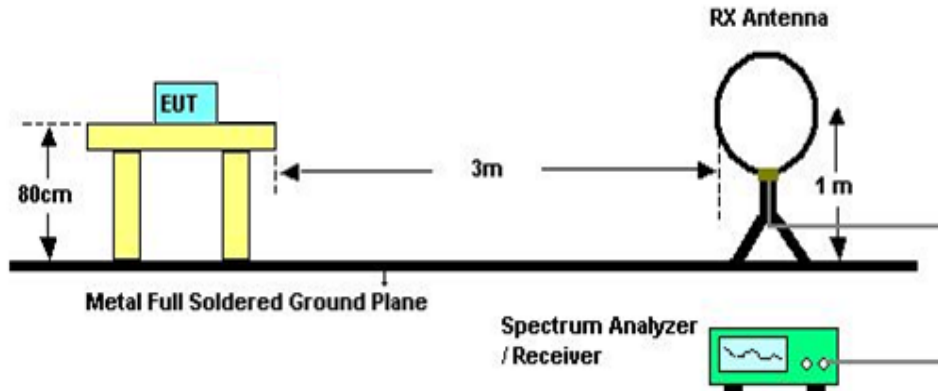 RX Antenna
EUT
3m
80cm
1 m
Metal Full Soldered Ground Plane
Spectrum Analyzer
/ Receiver